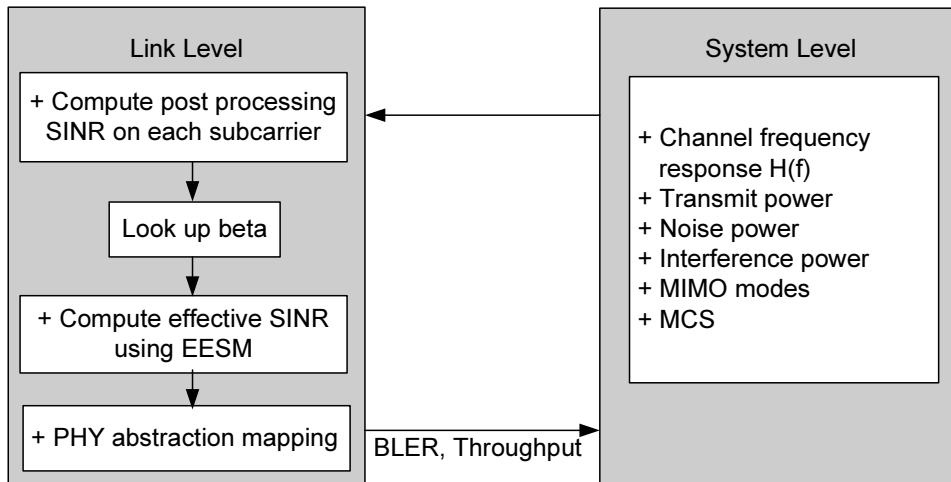 Link Level
+ Compute post processing
SINR on each subcarrier
Look up beta
+ Compute effective SINR
using EESM
+ PHY abstraction mapping
BLER, Throughput
System Level
+ Channel frequency
response H(f)
+ Transmit power
+ Noise power
+ Interference power
+ MIMO modes
+ MCS